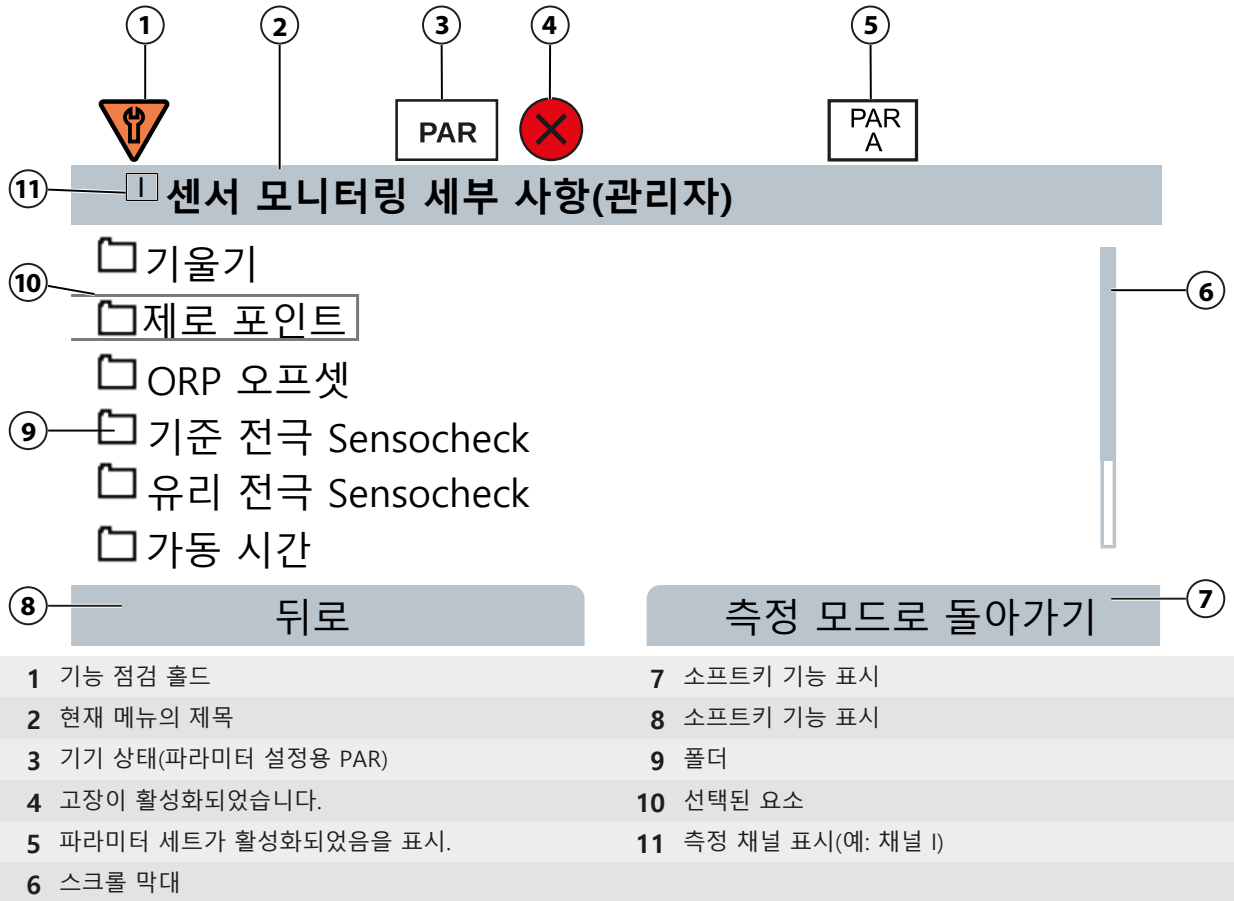 1 2 3 4 5
PAR
PAR
A
11 I 센서 모니터링 세부 사항(관리자)
기울기
10 6
제로 포인트
ORP 오프셋
9 기준 전극 Sensocheck
유리 전극 Sensocheck
가동 시간
8 뒤로 측정 모드로 돌아가기 7
1 기능 점검 홀드 7 소프트키 기능 표시
2 현재 메뉴의 제목 8 소프트키 기능 표시
3 기기 상태(파라미터 설정용 PAR) 9 폴더
4 고장이 활성화되었습니다. 10 선택된 요소
5 파라미터 세트가 활성화되었음을 표시. 11 측정 채널 표시(예: 채널 I)
6 스크롤 막대